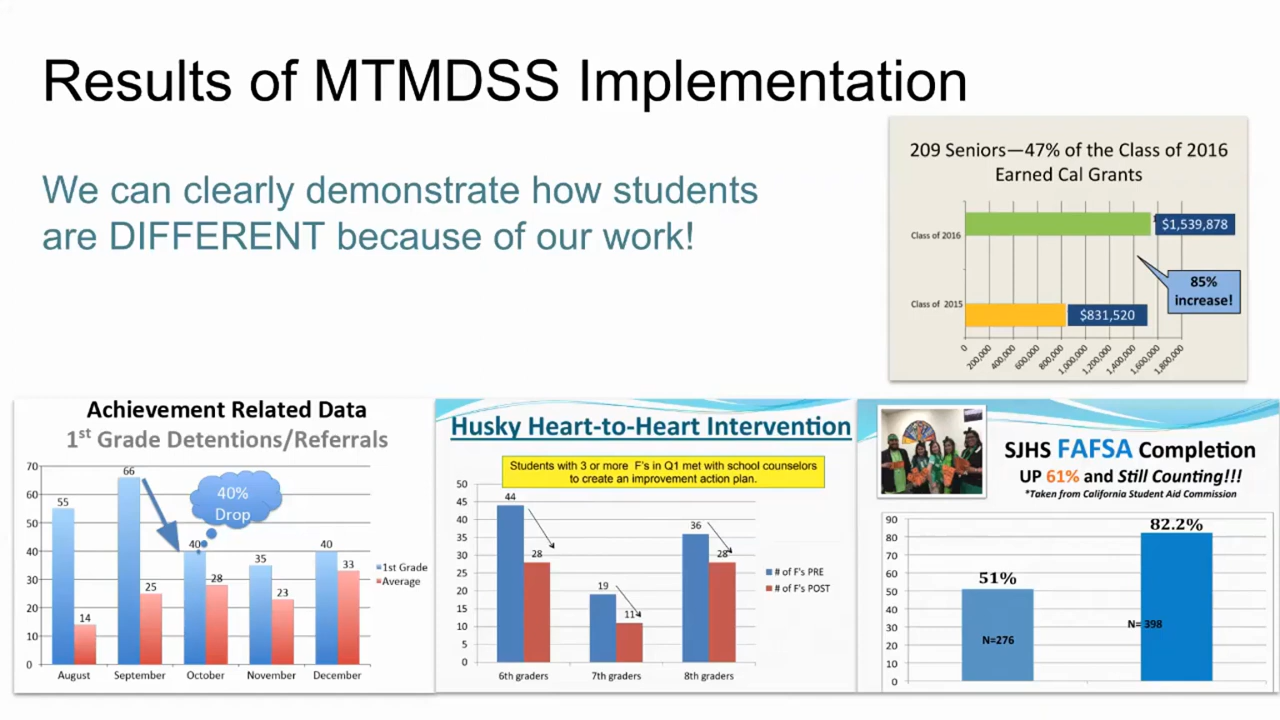 Results of MTMDSS Implementation
We can clearly demonstrate how students
are DIFFERENT because of our work!
209 Seniors—47% of the Class of 2016
Earned Cal Grants
Class of 2016
$1,539,878
85%
increase!
Class of 2015
$831,520
0
200,000
400,000
600,000
800,000
1,000,000
1,200,000
1,400,000
1,600,000
1,800,000
Achievement Related Data
1st Grade Detentions/Referrals
70
60
50
40
30
20
10
0
55
14
66
25
40
28
35
23
40
33
40%
Drop
1st Grade
Average
August
September
October
November
December
Husky Heart-to-Heart Intervention
Students with 3 or more F's in Q1 met with school counselors
to create an improvement action plan.
50
45
40
35
30
25
20
15
10
5
0
44
28
19
11
36
28
# of F's PRE
# of F's POST
6th graders
7th graders
8th graders
SJHS FAFSA Completion
UP 61% and Still Counting!!!
*Taken from California Student Aid Commission
90
80
70
60
50
40
30
20
10
0
51%
N=276
82.2%
N= 398